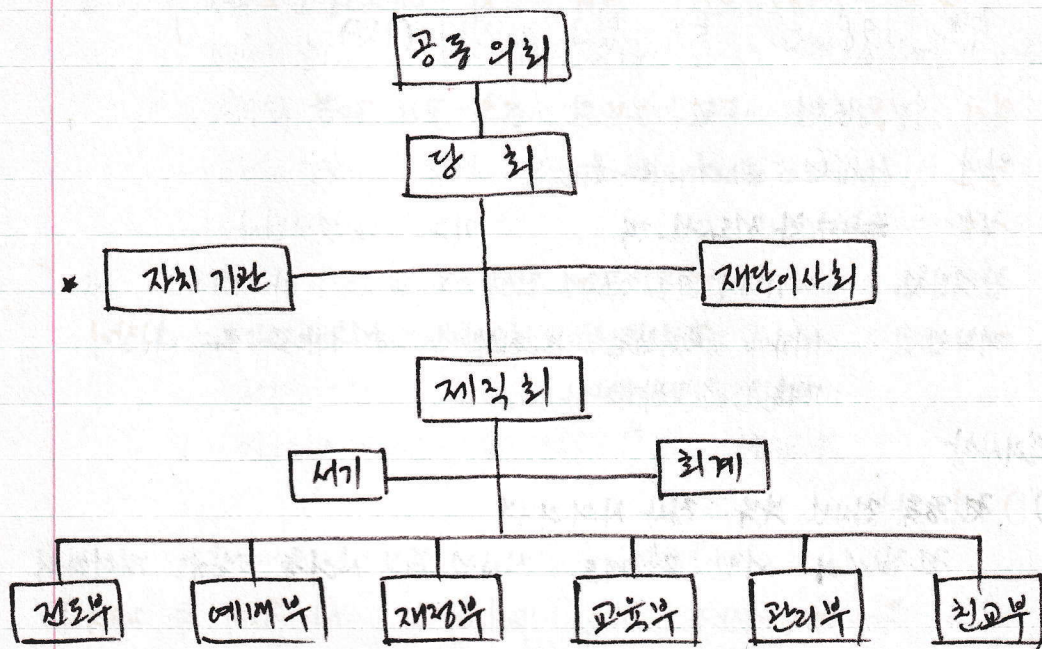 공동의회
당 회
* 자치기관 재단이사회
제직회
서기 회계
전도부 예배부 재정부 교육부 관리부 친교부